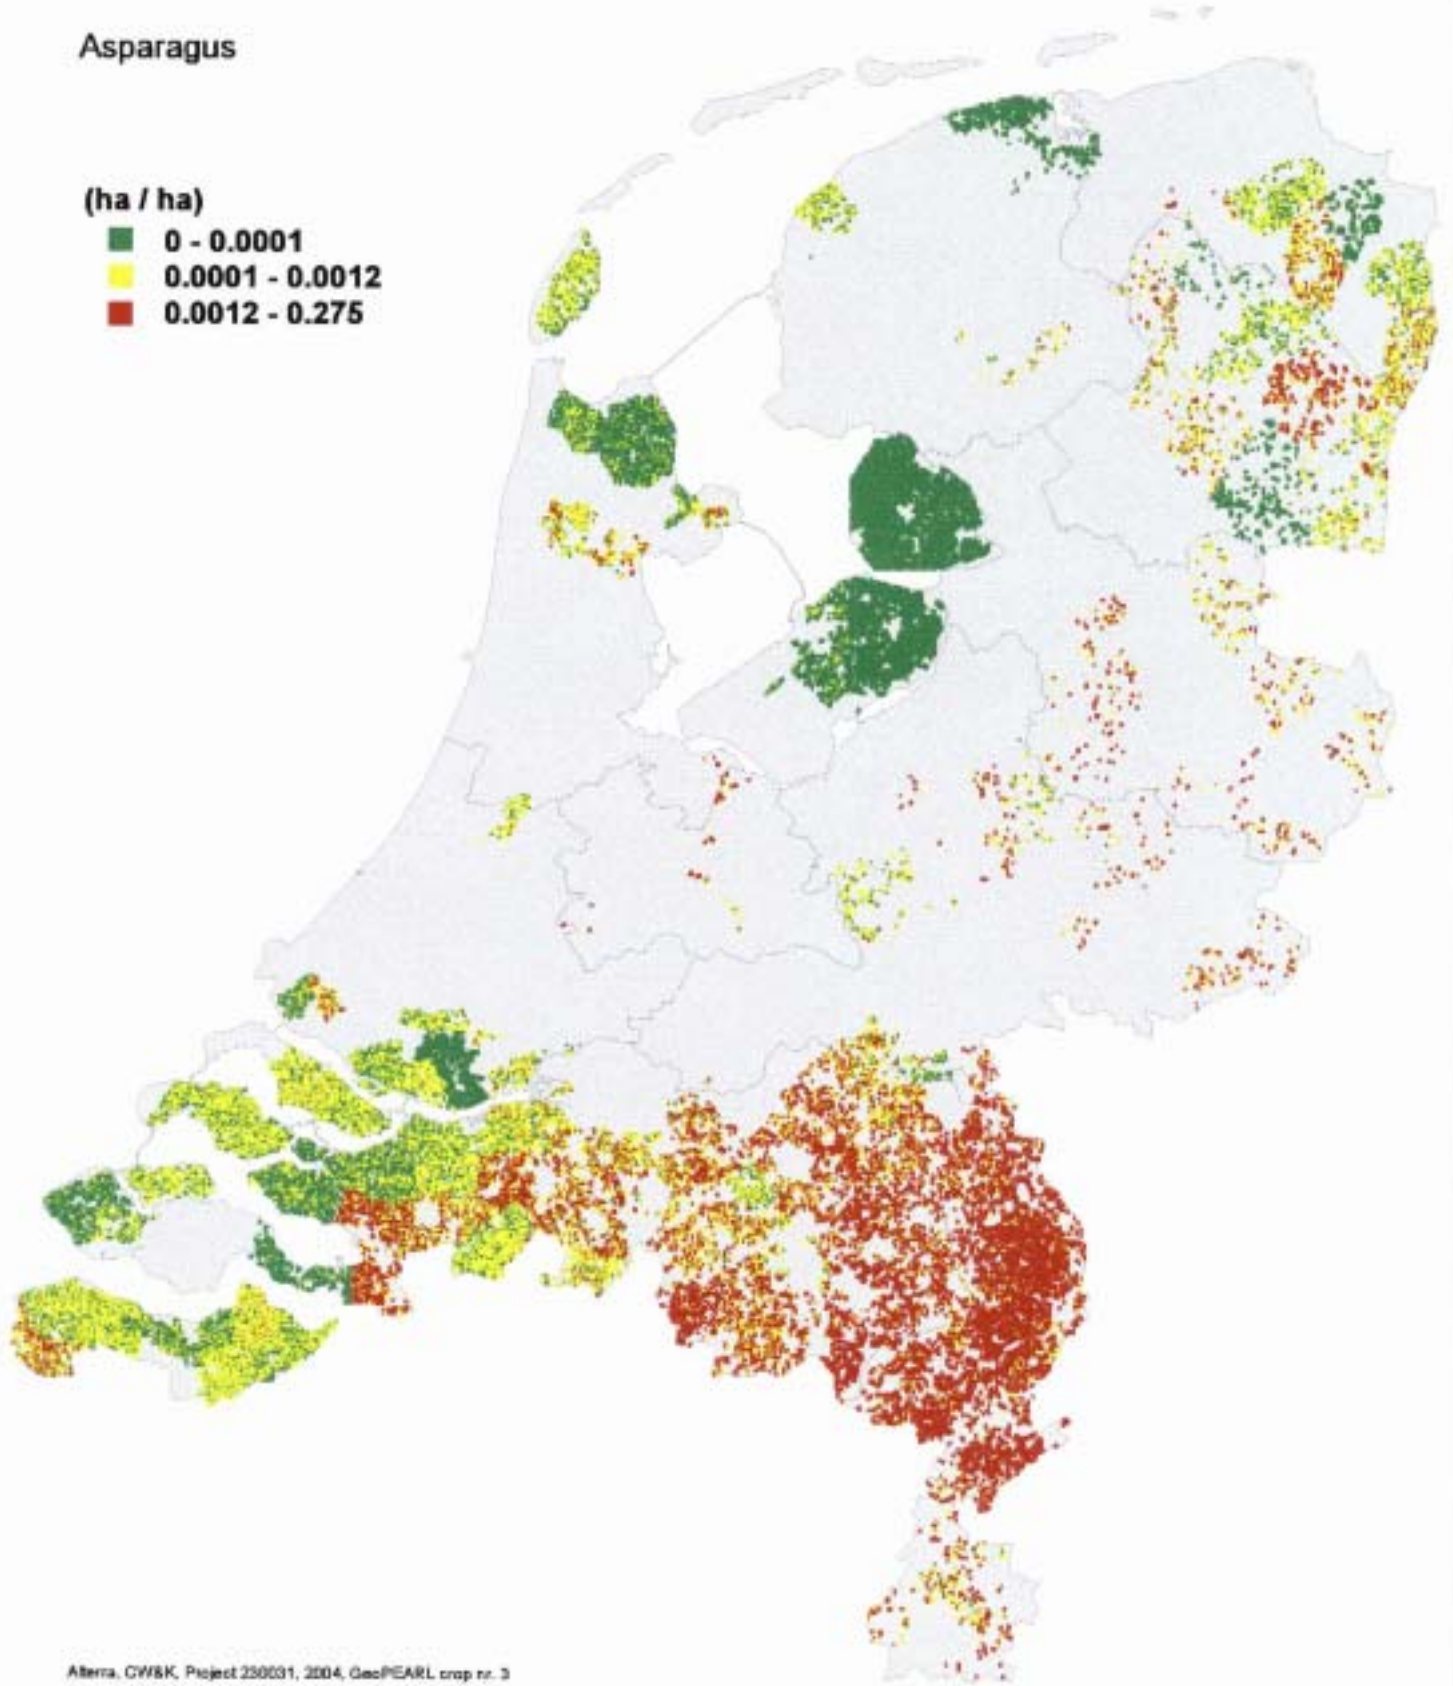 Asparagus
(ha / ha)
0 - 0.0001
0.0001 - 0.0012
0.0012 - 0.275
Alterra, CW&K, Project 230031, 2004, GeoPEARL crop nr. 3